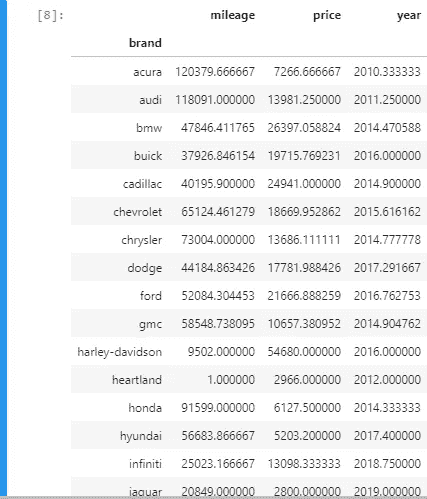 [8]: mileage price year
brand
acura 120379.666667 7266.666667 2010.333333
audi 118091.000000 13981.250000 2011.250000
bmw 47846.411765 26397.058824 2014.470588
buick 37926.846154 19715.769231 2016.000000
cadillac 40195.900000 24941.000000 2014.900000
chevrolet 65124.461279 18669.952862 2015.616162
chrysler 73004.000000 13686.111111 2014.777778
dodge 44184.863426 17781.988426 2017.291667
ford 52084.304453 21666.888259 2016.762753
gmc 58548.738095 10657.380952 2014.904762
harley-davidson 9502.000000 54680.000000 2016.000000
heartland 1.000000 2966.000000 2012.000000
honda 91599.000000 6127.500000 2014.333333
hyundai 56683.866667 5203.200000 2017.400000
infiniti 25023.166667 13098.333333 2018.750000
jaguar 20849.000000 2800.000000 2019.000000